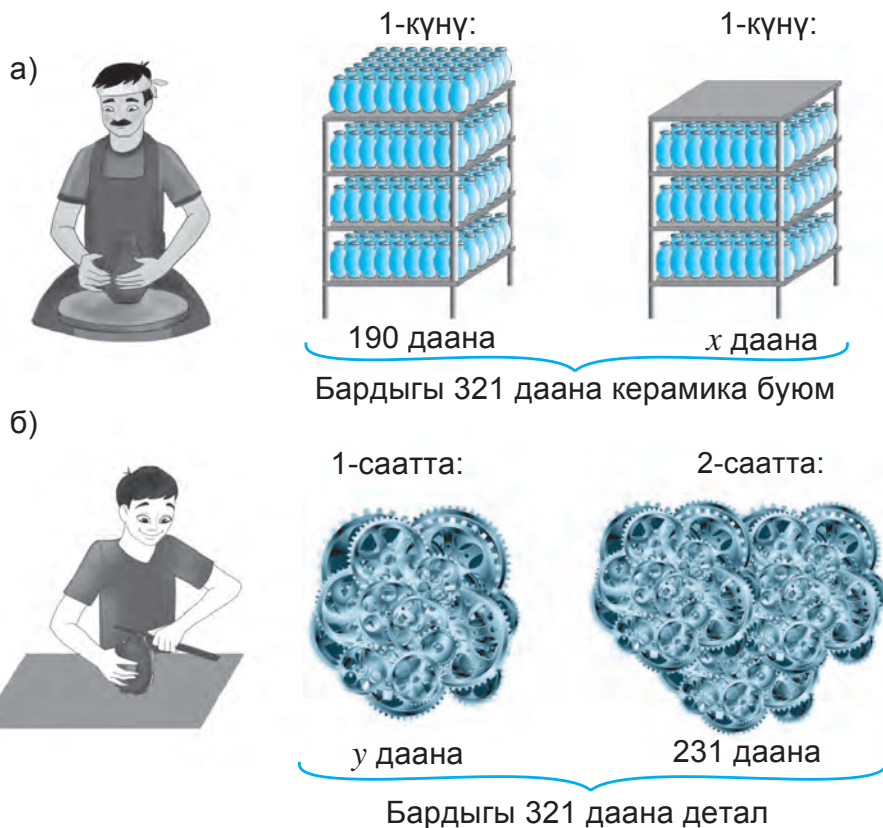 а)
1-күнү:
1-күнү:
190 даана
x даана
Бардыгы 321 даана керамика буюм
б)
1-саатта:
2-саатта:
y даана
231 даана
Бардыгы 321 даана детал